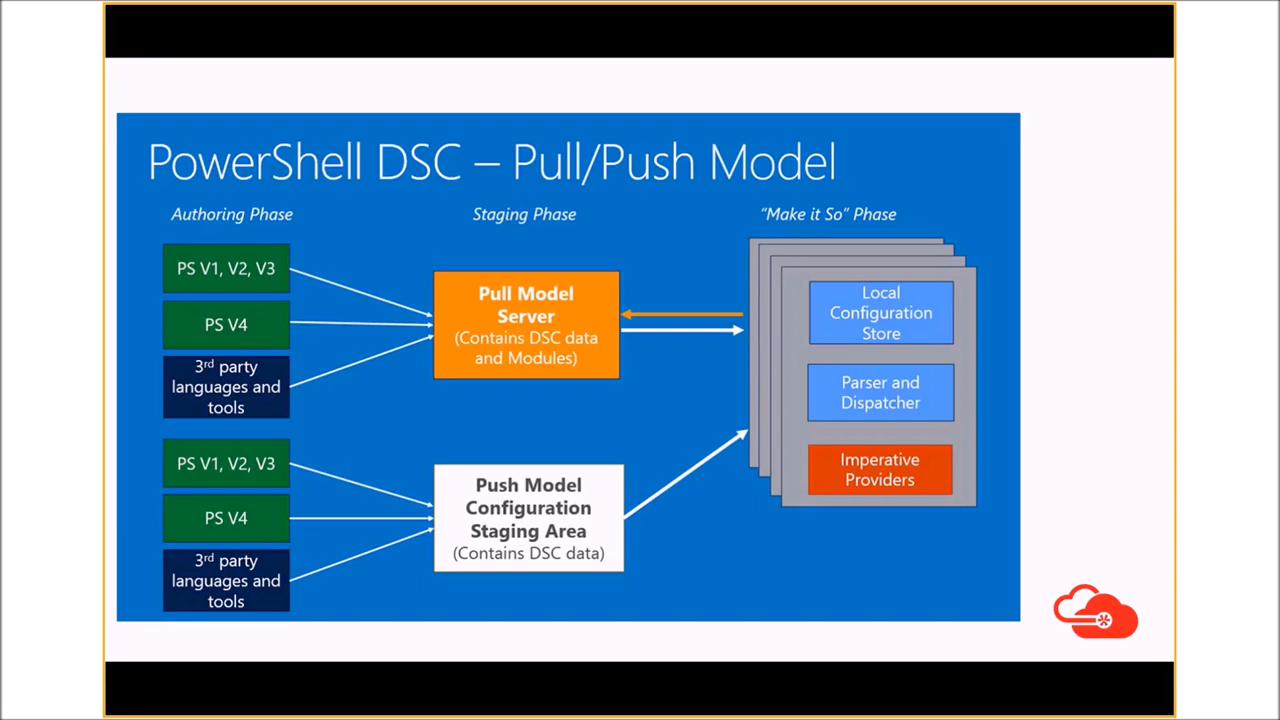 PowerShell DSC – Pull/Push Model
Authoring Phase
Staging Phase
“Make it So” Phase
PS V1, V2, V3
PS V4
3rd party
languages and
tools
PS V1, V2, V3
PS V4
3rd party
languages and
tools
Pull Model
Server
(Contains DSC data
and Modules)
Push Model
Configuration
Staging Area
(Contains DSC data)
Local
Configuration
Store
Parser and
Dispatcher
Imperative
Providers